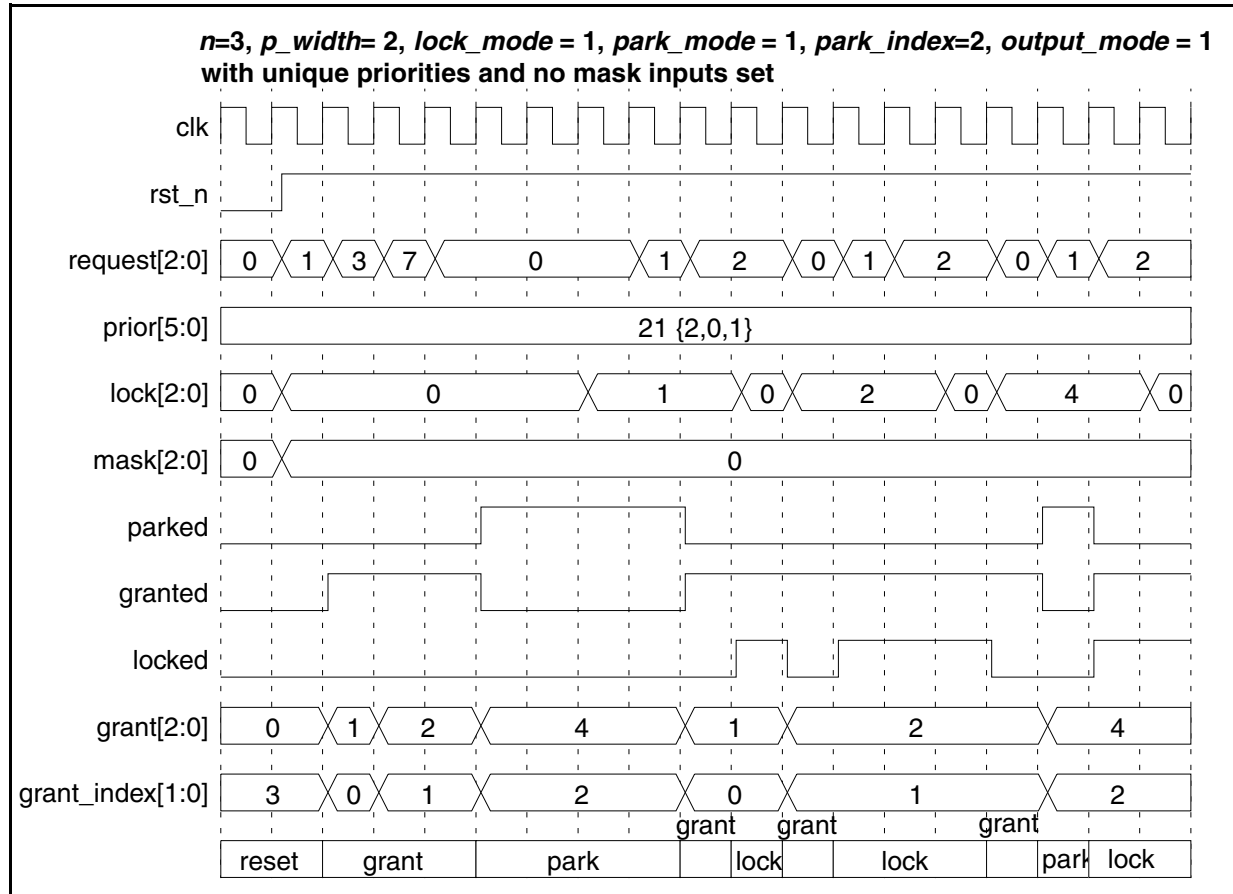 n=3, p_width= 2, lock_mode = 1, park_mode = 1, park_index=2, output_mode = 1
with unique priorities and no mask inputs set
clk
rst_n
request[2:0] 0 1 3 7 0 1 2 0 1 2 0 1 2
prior[5:0] 21 {2,0,1}
lock[2:0] 0 0 1 0 2 0 4 0
mask[2:0] 0 0
parked
granted
locked
grant[2:0] 0 1 2 4 1 2 4
grant_index[1:0] 3 0 1 2 0 1 2
grant grant grant
reset grant park lock lock park lock